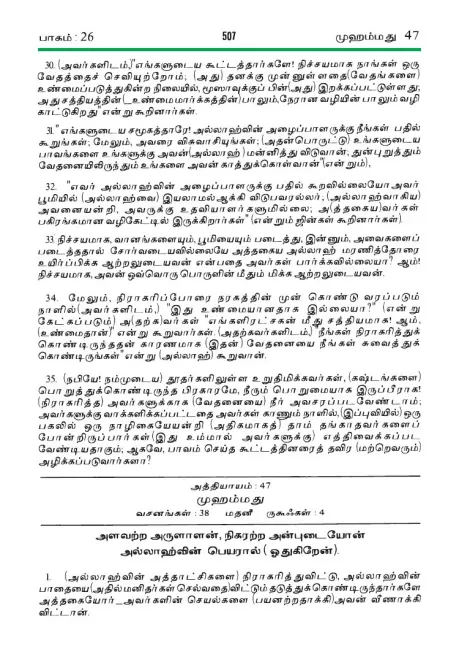 பாகம் : 26 507 முஹம்மது 47
30. (அவர்களிடம்,)"எங்களுடைய கூட்டத்தார்களே! நிச்சயமாக நாங்கள் ஒரு
வேதத்தைச் செவியுற்றோம்; (அது) தனக்கு முன்னுள்ளதை(வேதங்களை)
உண்மைப்படுத்துகின்ற நிலையில், மூஸாவுக்குப் பின்(அது) இறக்கப்பட்டுள்ளது;
அது சத்தியத்தின் (உண்மைமார்க்கத்தின்)பாலும்,நேரான வழியின் பாலும் வழி
காட்டுகிறது"என்று கூறினார்கள்.
31." எங்களுடைய சமூகத்தாரே! அல்லாஹ்வின் அழைப்பாளருக்கு நீங்கள் பதில்
கூறுங்கள்; மேலும், அவரை விசுவாசியுங்கள்; (அதன்பொருட்டு) உங்களுடைய
பாவங்களை உங்களுக்கு அவன்(அல்லாஹ்) மன்னித்து விடுவான்; துன்புறுத்தும்
வேதனையிலிருந்தும் உங்களை அவன் காத்துக்கொள்வான்"(என்றும்),
32. "எவர் அல்லாஹ்வின் அழைப்பாளருக்கு பதில் கூறவில்லையோ அவர்
பூமியில் (அல்லாஹ்வை) இயலாமல்ஆக்கி விடுபவரல்லர்; (அல்லாஹ்வாகிய)
அவனையன்றி, அவருக்கு உதவியாளர்களுமில்லை; அ(த்தகைய)வர்கள்
பகிரங்கமான வழிகேட்டில் இருக்கிறார்கள்" (என்றும் ஜின்கள் கூறினார்கள்).
33. நிச்சயமாக, வானங்களையும், பூமியையும் படைத்து, இன்னும், அவைகளைப்
படைத்ததால் சோர்வடையவில்லையே அத்தகைய அல்லாஹ் மரணித்தோரை
உயிர்ப்பிக்க ஆற்றலுடையவன் என்பதை அவர்கள் பார்க்கவில்லையா? ஆம்!
நிச்சயமாக, அவன் ஒவ்வொரு பொருளின் மீதும் மிக்க ஆற்றலுடையவன்.
34. மேலும், நிராகரிப்போரை நரகத்தின் முன் கொண்டு வரப்படும்
நாளில்(அவர்களிடம்,) "இது உண்மையானதாக இல்லையா?" (என்று
கேட்கப்படும்) அ(தற்க)வர்கள் "எங்களிரட்சகன் மீது சத்தியமாக! ஆம்,
(உண்மைதான்)" என்று கூறுவார்கள். (அதற்கவர்களிடம்,) "நீங்கள் நிராகரித்துக்
கொண்டிருந்ததன் காரணமாக (இதன்) வேதனையை நீங்கள் சுவைத்துக்
கொண்டிருங்கள்" என்று (அல்லாஹ்) கூறுவான்.
35. (நபியே! நம்முடைய) தூதர்களிலுள்ள உறுதிமிக்கவர்கள், (கஷ்டங்களை)
பொறுத்துக்கொண்டிருந்த பிரகாரமே, நீரும் பொறுமையாக இருப்பீராக!
(நிராகரித்த) அவர்களுக்காக (வேதனையை) நீர் அவசரப்படவேண்டாம்;
அவர்களுக்கு வாக்களிக்கப்பட்டதை அவர்கள் காணும் நாளில், (இப்புவியில்) ஒரு
பகலில் ஒரு நாழிகையேயன்றி (அதிகமாகத்) தாம் தங்காதவர்களைப்
போன்றிருப்பார்கள்(இது உம்மால் அவர்களுக்கு) எத்திவைக்கப்பட
வேண்டியதாகும்; ஆகவே, பாவம் செய்த கூட்டத்தினரைத் தவிர (மற்றெவரும்)
அழிக்கப்படுவார்களா?
அத்தியாயம் : 47
முஹம்மது
வசனங்கள் : 38 மதனீ ருகூஃகள் : 4
அளவற்ற அருளாளன், நிகரற்ற அன்புடையோன்
அல்லாஹ்வின் பெயரால் ( ஓதுகிறேன்).
1. (அல்லாஹ்வின் அத்தாட்சிகளை) நிராகரித்துவிட்டு, அல்லாஹ்வின்
பாதையை(அதில்மனிதர்கள் செல்வதை)விட்டும் தடுத்துக்கொண்டிருந்தார்களே
அத்தகையோர் _அவர்களின் செயல்களை (பயனற்றதாக்கி)அவன் வீணாக்கி
விட்டான்.